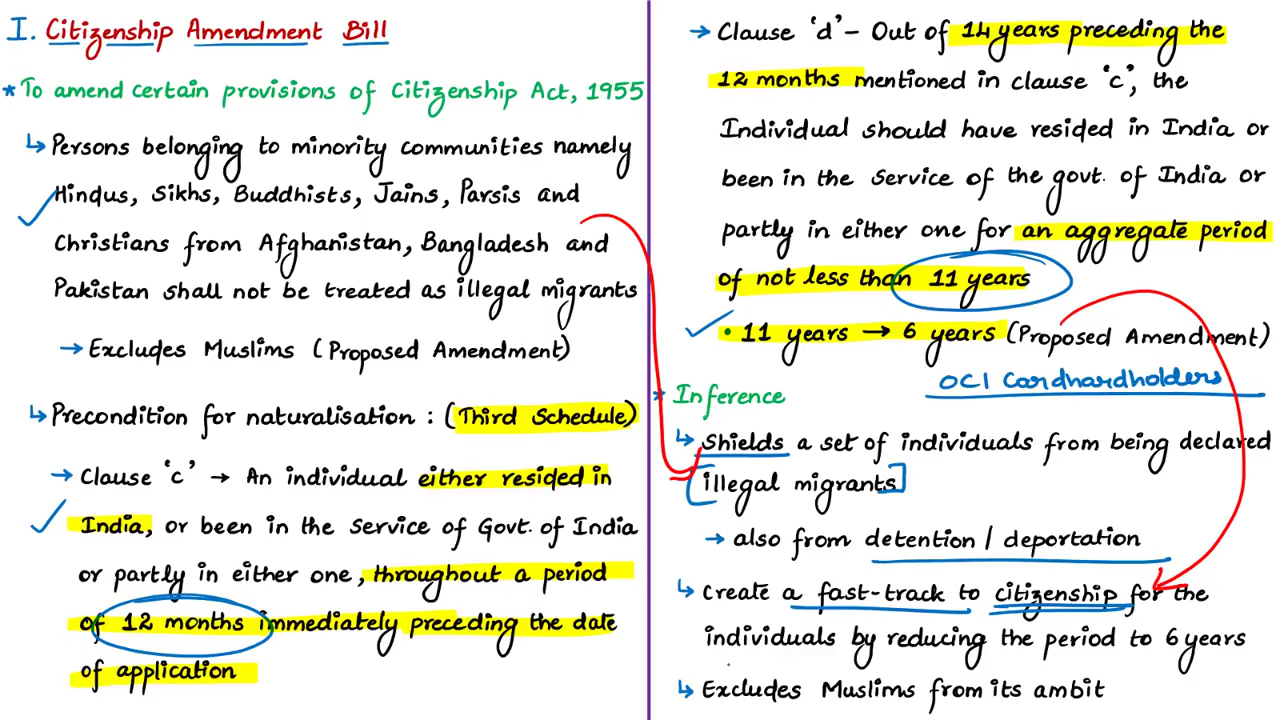 I. Citizenship Amendment Bill
* To amend certain provisions of Citizenship Act, 1955
↳ Persons belonging to minority communities namely
Hindus, Sikhs, Buddhists, Jains, Parsis and
Christians from Afghanistan, Bangladesh and
Pakistan shall not be treated as illegal migrants
→ Excludes Muslims (Proposed Amendment)
↳ Precondition for naturalisation : (Third Schedule)
→ Clause 'c' → An individual either resided in
India, or been in the service of Govt. of India
or partly in either one, throughout a period
of 12 months immediately preceding the date
of application
→ Clause 'd' - Out of 14 years preceding the
12 months mentioned in clause 'c', the
Individual should have resided in India or
been in the service of the govt. of India or
partly in either one for an aggregate period
of not less than 11 years
• 11 years → 6 years (Proposed Amendment)
OCI Cardhardholders
* Inference
↳ Shields a set of individuals from being declared
[illegal migrants]
→ also from detention / deportation
↳ Create a fast-track to citizenship for the
individuals by reducing the period to 6 years
↳ Excludes Muslims from its ambit